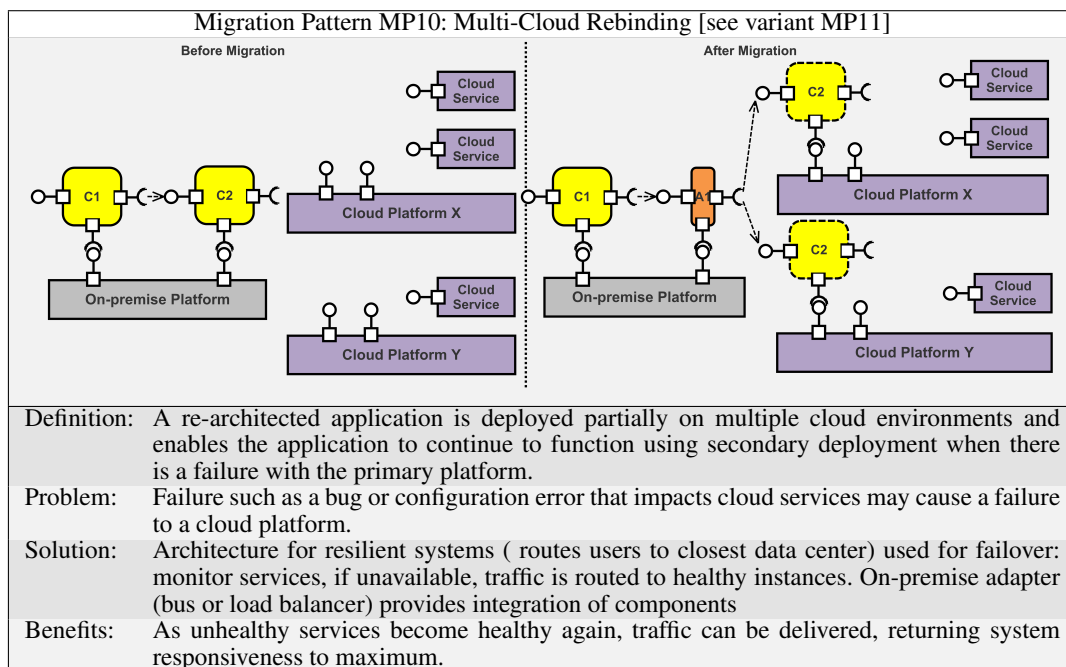 Migration Pattern MP10: Multi-Cloud Rebinding [see variant MP11]
Before Migration
Cloud
Service
Cloud
Service
C1
C2
Cloud Platform X
On-premise Platform
Cloud
Service
Cloud Platform Y
After Migration
C2
Cloud
Service
Cloud
Service
C1
A1
Cloud Platform X
C2
On-premise Platform
Cloud
Service
Cloud Platform Y
Definition: A re-architected application is deployed partially on multiple cloud environments and
enables the application to continue to function using secondary deployment when there
is a failure with the primary platform.
Problem: Failure such as a bug or configuration error that impacts cloud services may cause a failure
to a cloud platform.
Solution: Architecture for resilient systems ( routes users to closest data center) used for failover:
monitor services, if unavailable, traffic is routed to healthy instances. On-premise adapter
(bus or load balancer) provides integration of components
Benefits: As unhealthy services become healthy again, traffic can be delivered, returning system
responsiveness to maximum.